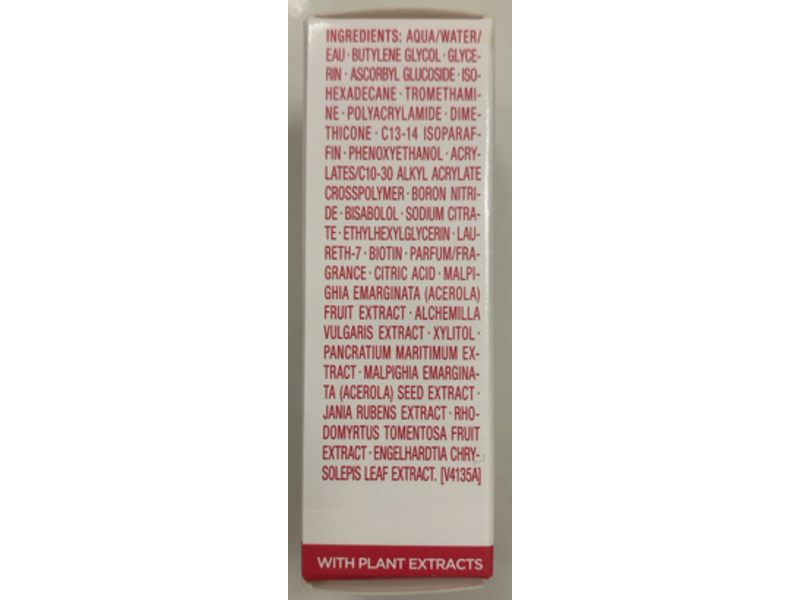 INGREDIENTS: AQUA/WATER/
EAU · BUTYLENE GLYCOL · GLYCE-
RIN · ASCORBYL GLUCOSIDE · ISO-
HEXADECANE · TROMETHAMI-
NE · POLYACRYLAMIDE · DIME-
THICONE · C13-14 ISOPARAF-
FIN · PHENOXYETHANOL · ACRY-
LATES/C10-30 ALKYL ACRYLATE
CROSSPOLYMER · BORON NITRI-
DE · BISABOLOL · SODIUM CITRA-
TE · ETHYLHEXYLGLYCERIN · LAU-
RETH-7 · BIOTIN · PARFUM/FRA-
GRANCE · CITRIC ACID · MALPI-
GHIA EMARGINATA (ACEROLA)
FRUIT EXTRACT · ALCHEMILLA
VULGARIS EXTRACT · XYLITOL ·
PANCRATIUM MARITIMUM EX-
TRACT · MALPIGHIA EMARGINA-
TA (ACEROLA) SEED EXTRACT ·
JANIA RUBENS EXTRACT · RHO-
DOMYRTUS TOMENTOSA FRUIT
EXTRACT · ENGELHARDTIA CHRY-
SOLEPIS LEAF EXTRACT. [V4135A]
WITH PLANT EXTRACTS